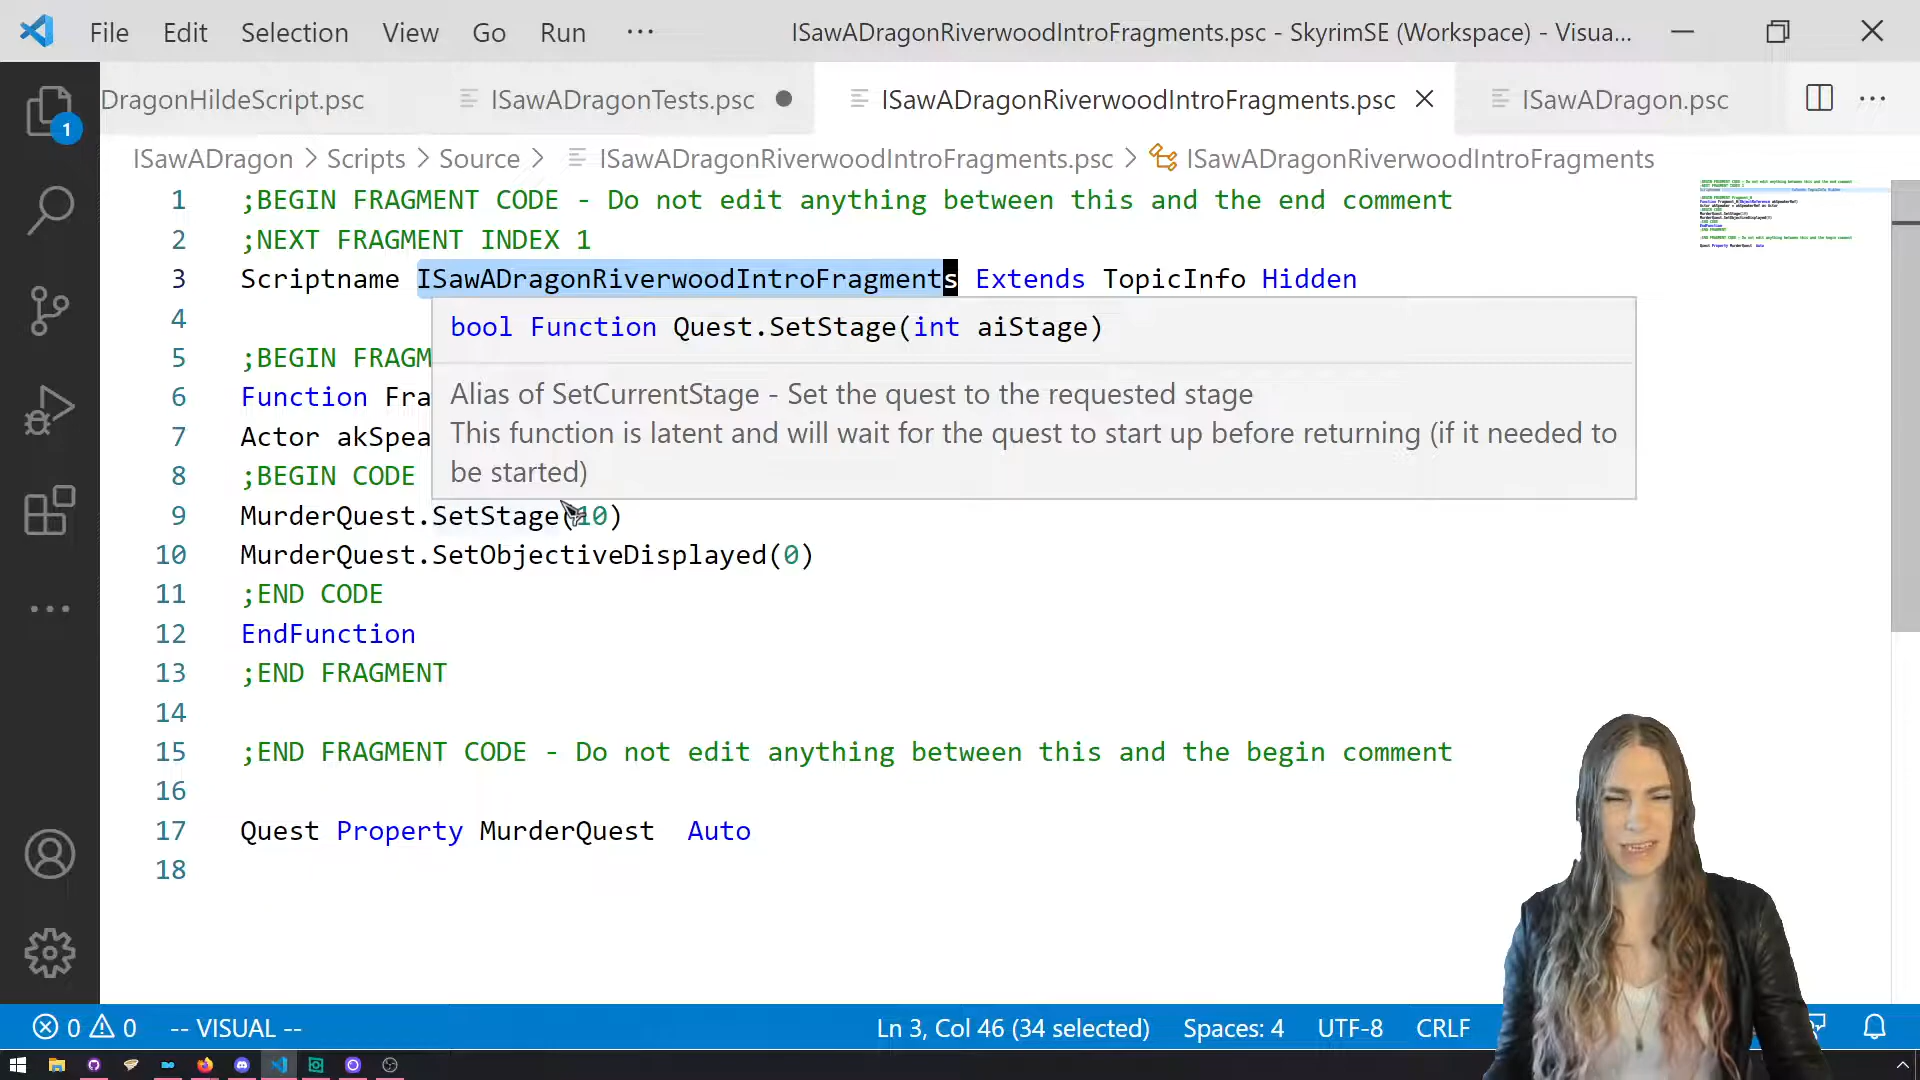 File Edit Selection View Go Run ··· ISawADragonRiverwoodIntroFragments.psc - SkyrimSE (Workspace) - Visua...
DragonHildeScript.psc ISawADragonTests.psc ISawADragonRiverwoodIntroFragments.psc ISawADragon.psc ···
1
ISawADragon > Scripts > Source > ISawADragonRiverwoodIntroFragments.psc > ISawADragonRiverwoodIntroFragments
1 ;BEGIN FRAGMENT CODE - Do not edit anything between this and the end comment
2 ;NEXT FRAGMENT INDEX 1
3 Scriptname ISawADragonRiverwoodIntroFragments Extends TopicInfo Hidden
4
bool Function Quest.SetStage(int aiStage)
5 ;BEGIN FRAGM
Alias of SetCurrentStage - Set the quest to the requested stage
6 Function Fra
This function is latent and will wait for the quest to start up before returning (if it needed to
7 Actor akSpea
be started)
8 ;BEGIN CODE
9 MurderQuest.SetStage(10)
10 MurderQuest.SetObjectiveDisplayed(0)
11 ;END CODE
12 EndFunction
13 ;END FRAGMENT
14
15 ;END FRAGMENT CODE - Do not edit anything between this and the begin comment
16
17 Quest Property MurderQuest  Auto
18
0 0 -- VISUAL -- Ln 3, Col 46 (34 selected) Spaces: 4 UTF-8 CRLF